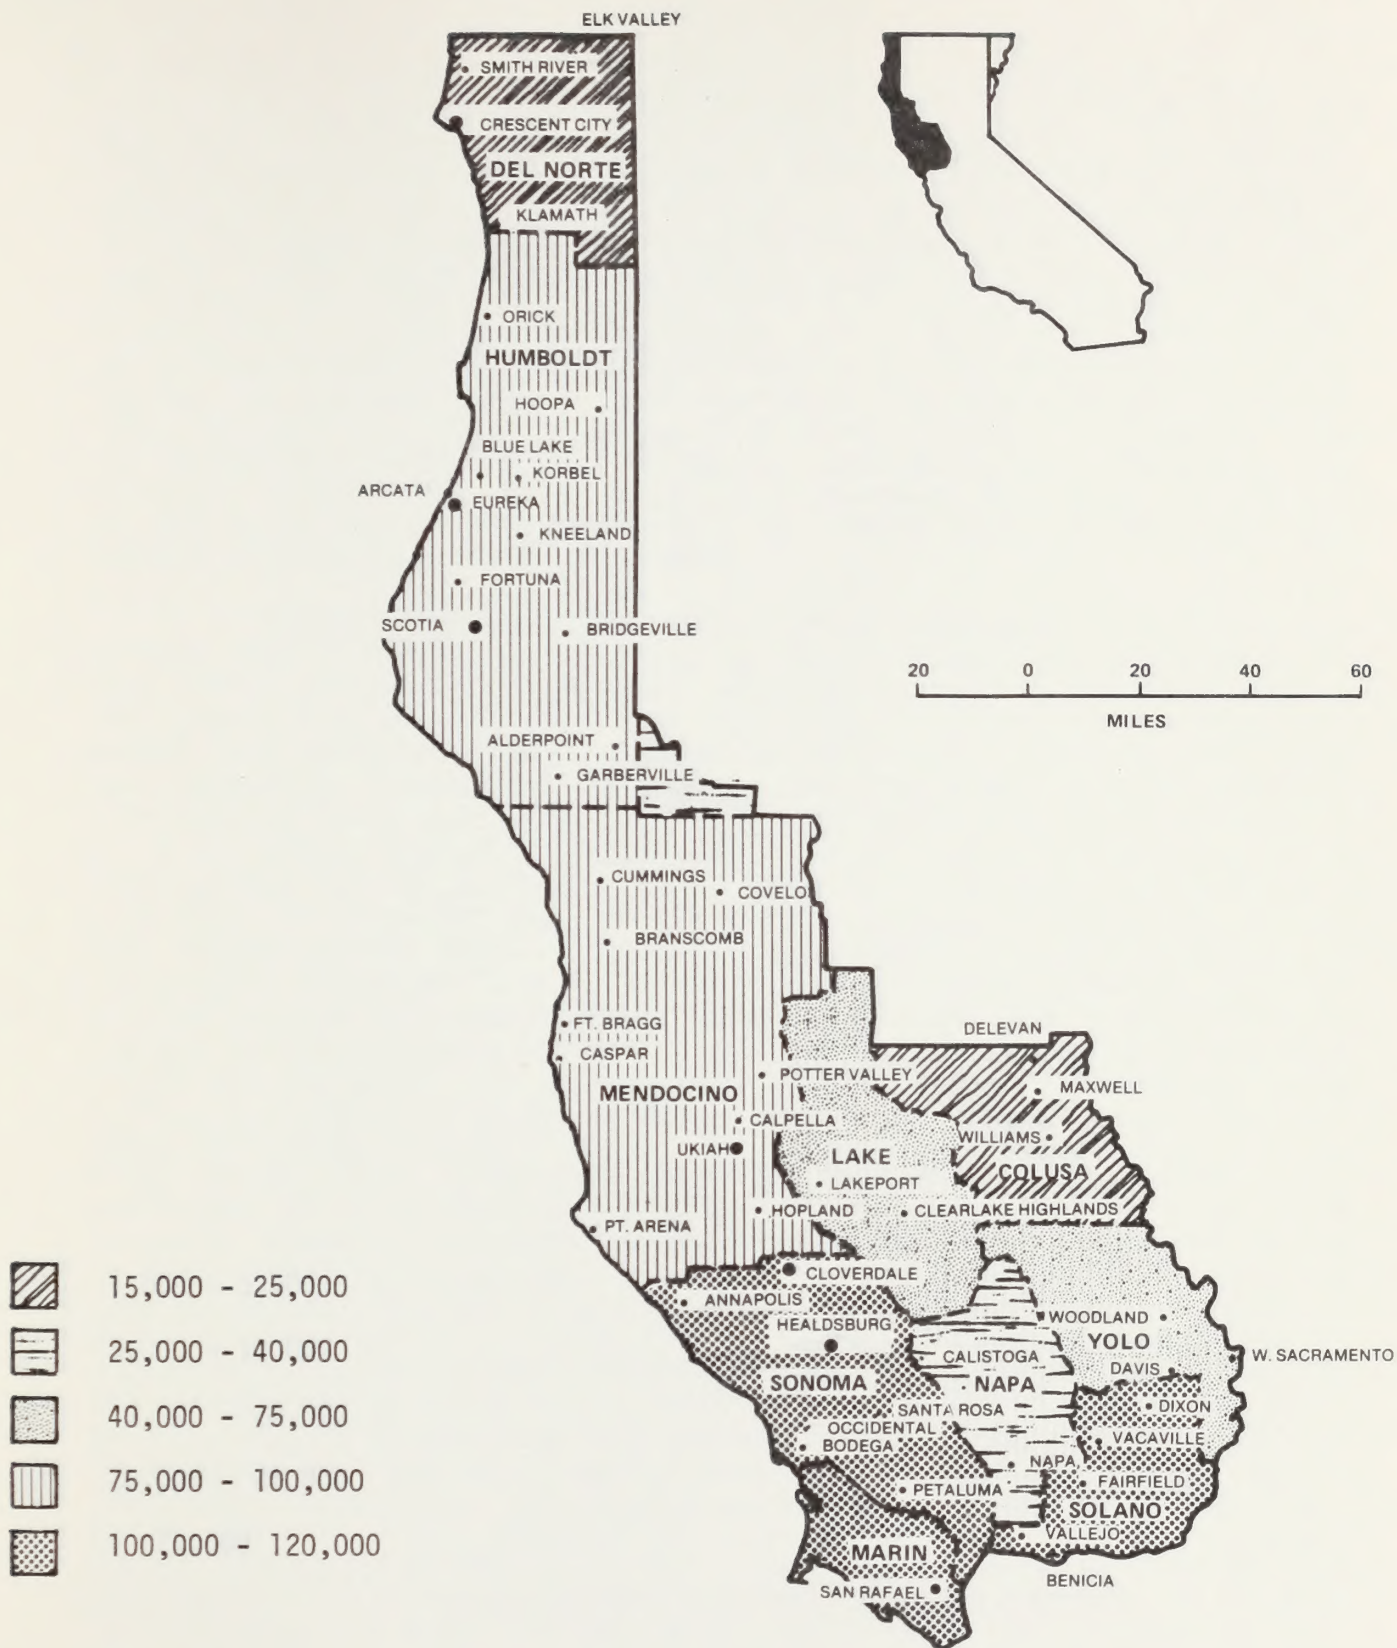 ELK VALLEY
SMITH RIVER
CRESCENT CITY
DEL NORTE
KLAMATH
ORICK
HUMBOLDT
HOOPA
BLUE LAKE
KORBEL
ARCATA
EUREKA
KNEELAND
FORTUNA
SCOTIA
BRIDGEVILLE
20 0 20 40 60
MILES
ALDERPOINT
GARBERVILLE
CUMMINGS
COVELO
BRANSCOMB
FT. BRAGG
DELEVAN
CASPAR
POTTER VALLEY
MAXWELL
MENDOCINO
CALPELLA
WILLIAMS
UKIAH
LAKE
COLUSA
LAKEPORT
HOPLAND
CLEARLAKE HIGHLANDS
PT. ARENA
CLOVERDALE
ANNAPOLIS
HEALDSBURG
WOODLAND
YOLO
CALISTOGA
W. SACRAMENTO
DAVIS
SONOMA
NAPA
SANTA ROSA
DIXON
OCCIDENTAL
BODEGA
VACAVILLE
NAPA
FAIRFIELD
PETALUMA
SOLANO
VALLEJO
MARIN
BENICIA
SAN RAFAEL
15,000 - 25,000
25,000 - 40,000
40,000 - 75,000
75,000 - 100,000
100,000 - 120,000